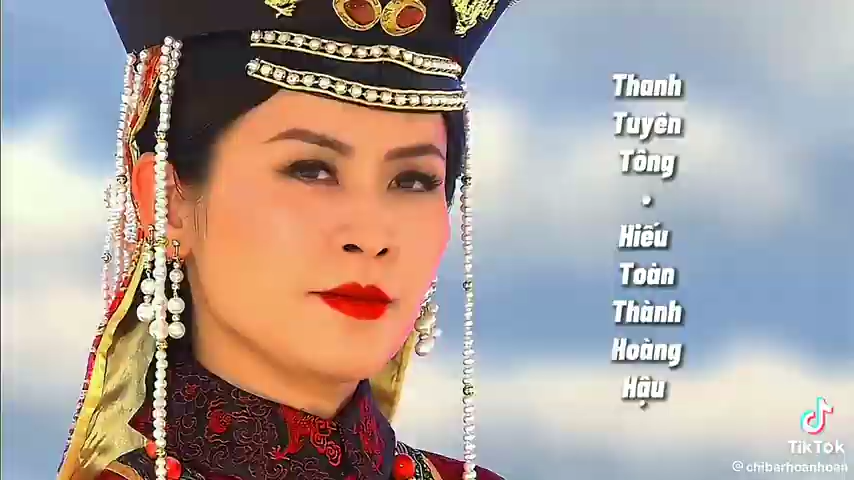 Thanh
Tuyên
Tông
•
Hiếu
Toàn
Thành
Hoàng
Hậu
TikTok
@chibarhoanhoan